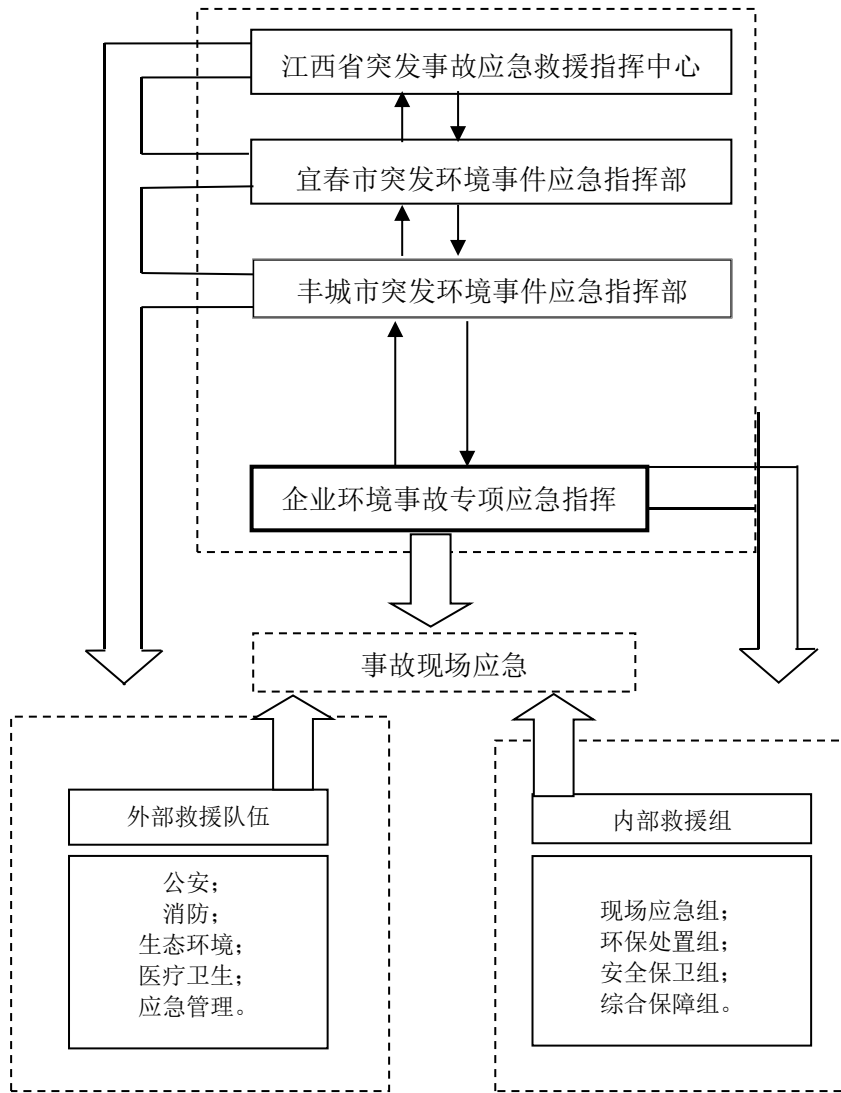 江西省突发事故应急救援指挥中心
宜春市突发环境事件应急指挥部
丰城市突发环境事件应急指挥部
企业环境事故专项应急指挥
事故现场应急
外部救援队伍
公安；
消防；
生态环境；
医疗卫生；
应急管理。
内部救援组
现场应急组；
环保处置组；
安全保卫组；
综合保障组。